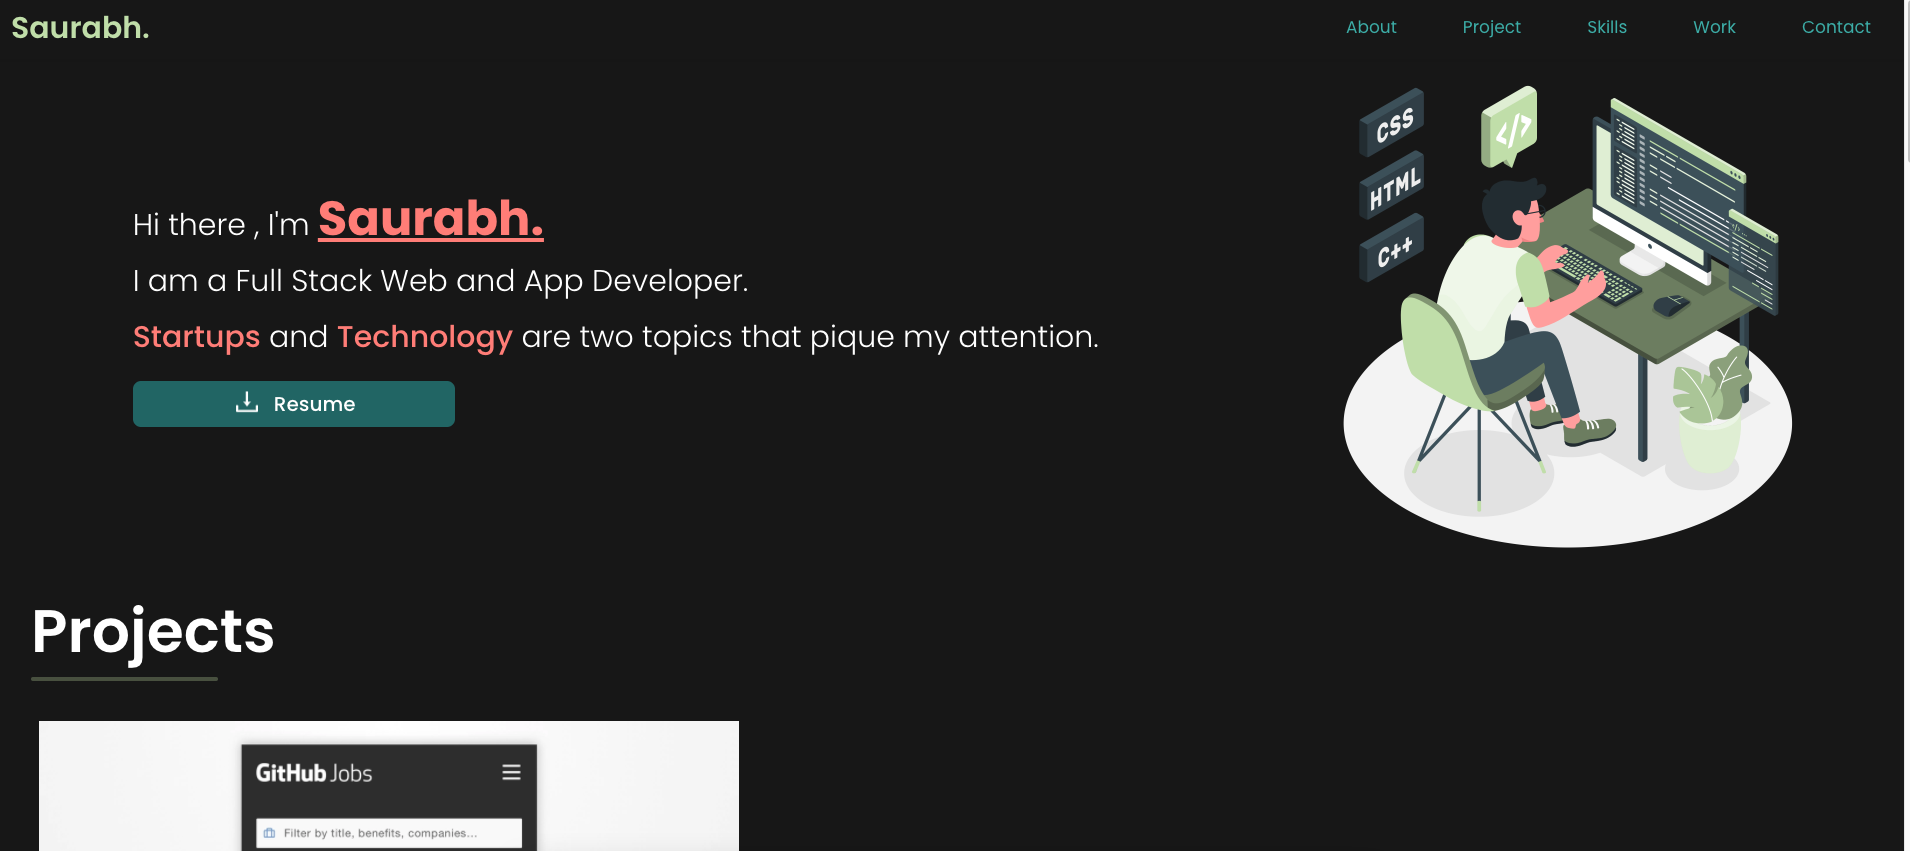 Saurabh.
About Project Skills Work Contact
CSS
</>
HTML
C++
Hi there , I'm Saurabh.
I am a Full Stack Web and App Developer.
Startups and Technology are two topics that pique my attention.
Resume
Projects
GitHub Jobs
Filter by title, benefits, companies...